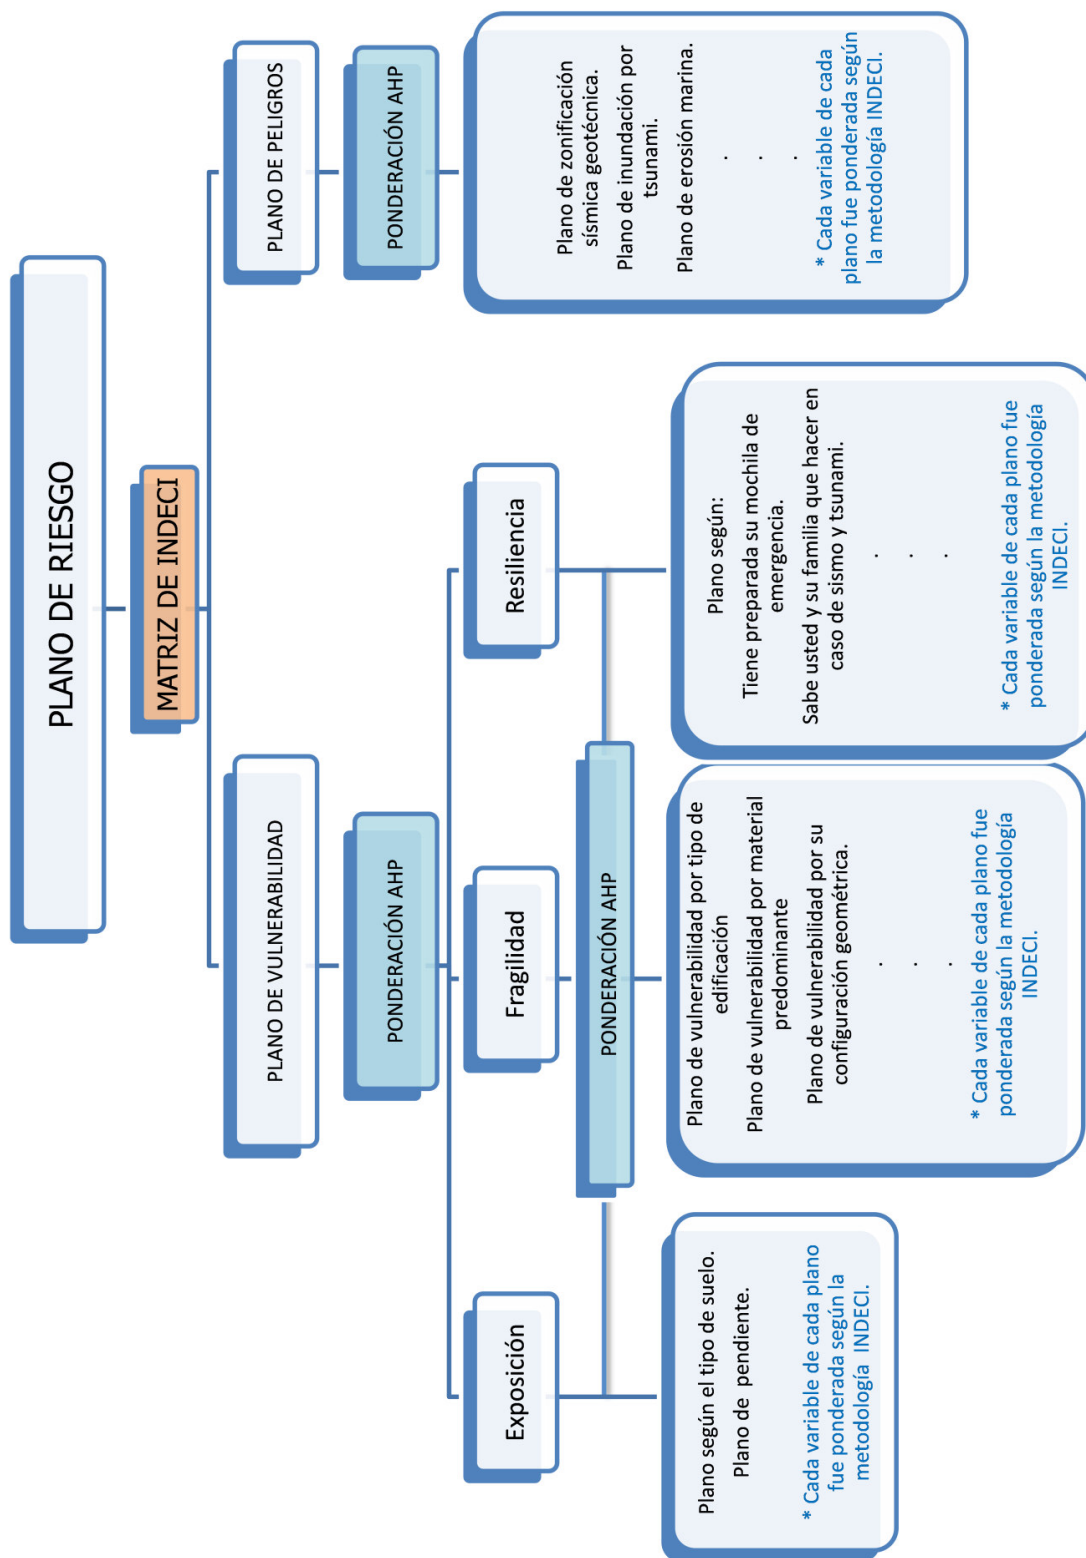 PLANO DE RIESGO
MATRIZ DE INDECI
PLANO DE VULNERABILIDAD
PLANO DE PELIGROS
PONDERACIÓN AHP
PONDERACIÓN AHP
Exposición
Fragilidad
Resiliencia
PONDERACIÓN AHP
Plano según el tipo de suelo.
Plano de pendiente.
* Cada variable de cada plano
fue ponderada según la
metodología INDECI.
Plano de vulnerabilidad por tipo de
edificación
Plano de vulnerabilidad por material
predominante
Plano de vulnerabilidad por su
configuración geométrica.
.
.
.
* Cada variable de cada plano fue
ponderada según la metodología
INDECI.
Plano según:
Tiene preparada su mochila de
emergencia.
Sabe usted y su familia que hacer en
caso de sismo y tsunami.
.
.
.
* Cada variable de cada plano fue
ponderada según la metodología
INDECI.
Plano de zonificación
sísmica geotécnica.
Plano de inundación por
tsunami.
Plano de erosión marina.
.
.
.
* Cada variable de cada
plano fue ponderada según
la metodología INDECI.